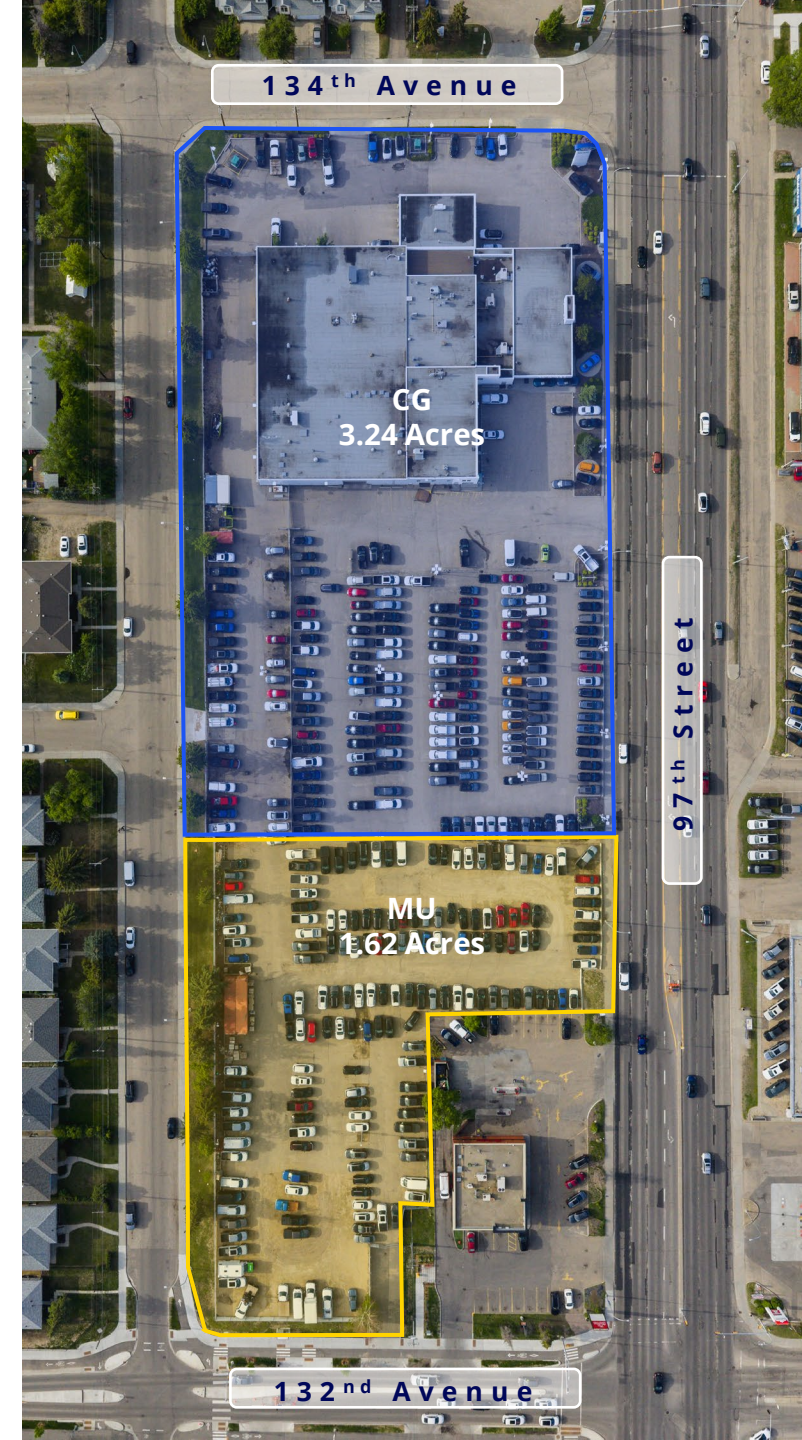 134th Avenue
CG
3.24 Acres
97th Street
MU
1.62 Acres
132nd Avenue